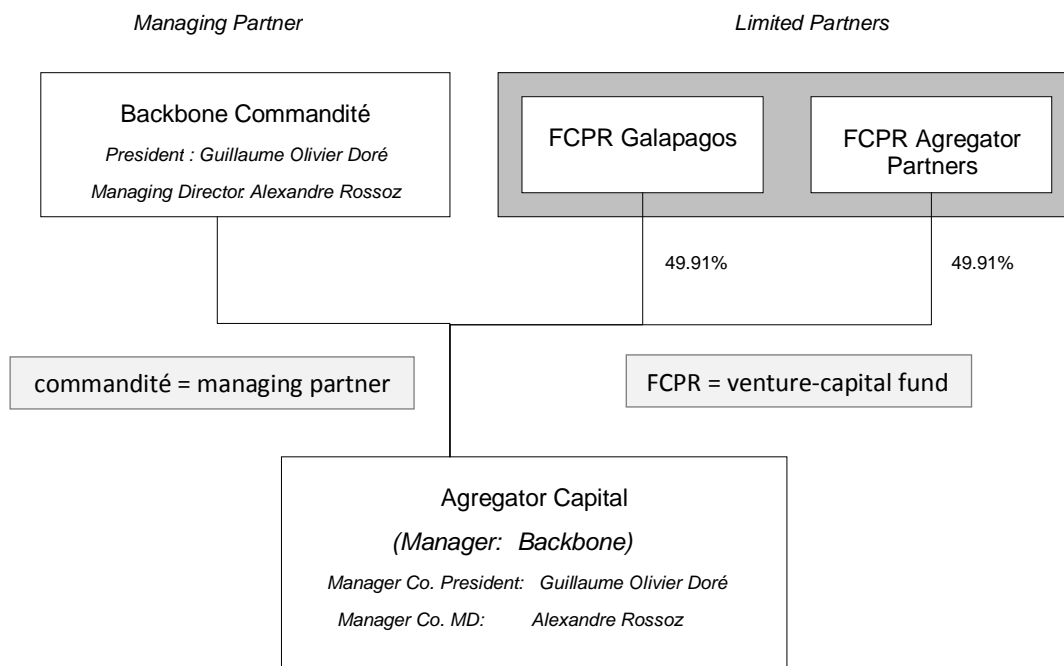 Managing Partner
Limited Partners
Backbone Commandité
President : Guillaume Olivier Doré
Managing Director: Alexandre Rossoz
FCPR Galapagos
FCPR Agregator
Partners
49.91%
49.91%
commandité = managing partner
FCPR = venture-capital fund
Agregator Capital
(Manager: Backbone)
Manager Co. President: Guillaume Olivier Doré
Manager Co. MD: Alexandre Rossoz